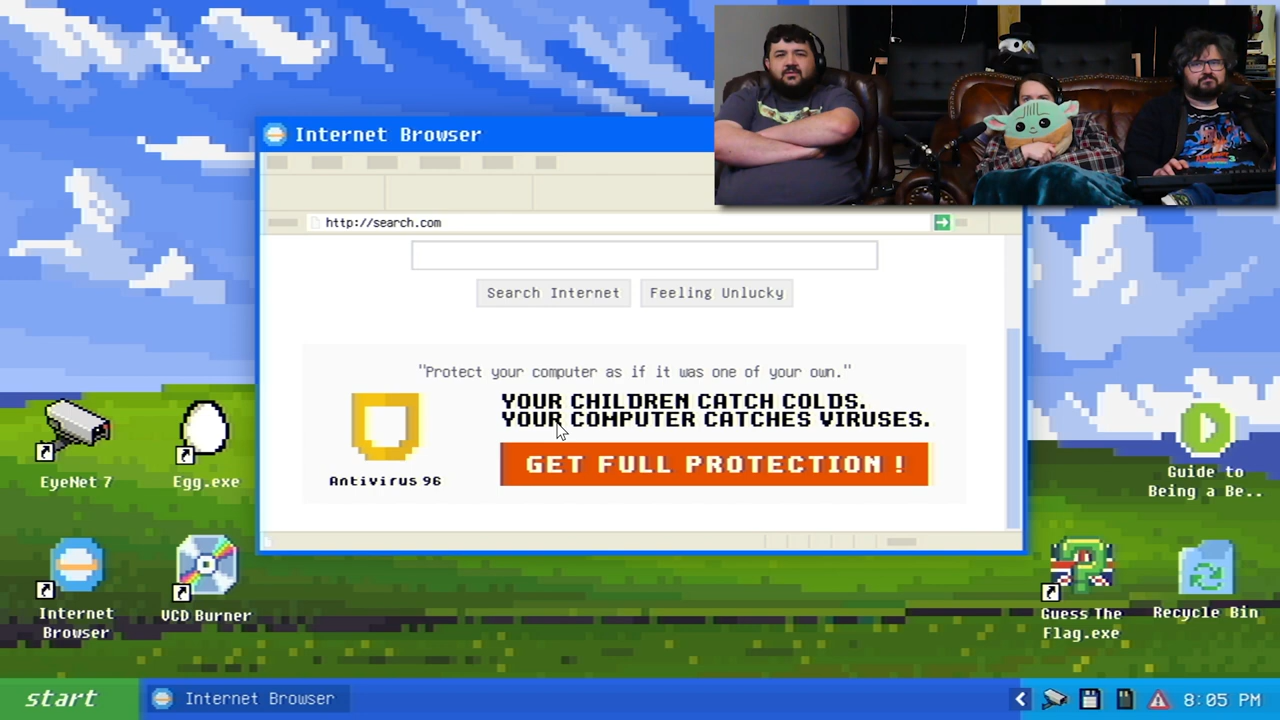 Internet Browser
http://search.com
Search Internet
Feeling Unlucky
"Protect your computer as if it was one of your own."
YOUR CHILDREN CATCH COLDS.
YOUR COMPUTER CATCHES VIRUSES.
GET FULL PROTECTION !
Antivirus 96
EyeNet 7
Egg.exe
Guide to
Being a Be..
Internet
Browser
VCD Burner
Guess The
Flag.exe
Recycle Bin
start
Internet Browser
8:05 PM